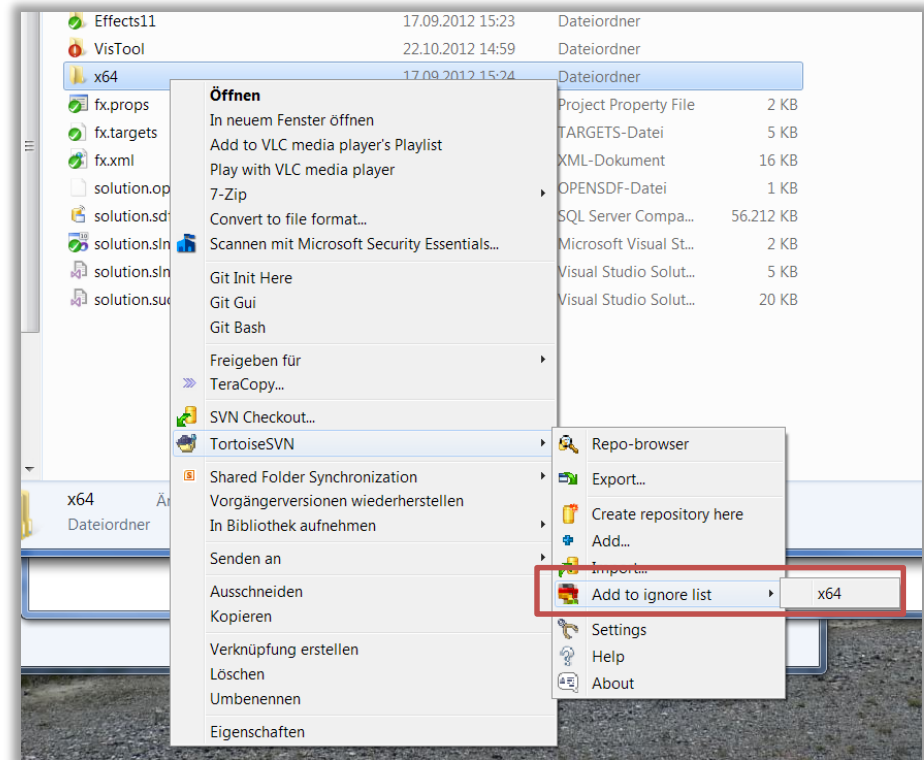 Effects11 17.09.2012 15:23 Dateiordner
VisTool 22.10.2012 14:59 Dateiordner
x64 17.09.2012 15:24 Dateiordner
fx.props Project Property File 2 KB
fx.targets TARGETS-Datei 5 KB
fx.xml XML-Dokument 16 KB
solution.op OPENSDF-Datei 1 KB
solution.sdf SQL Server Compa... 56.212 KB
solution.sln Microsoft Visual St... 2 KB
solution.sln Visual Studio Solut... 5 KB
solution.suo Visual Studio Solut... 20 KB
Öffnen
In neuem Fenster öffnen
Add to VLC media player's Playlist
Play with VLC media player
7-Zip
Convert to file format...
Scannen mit Microsoft Security Essentials...
Git Init Here
Git Gui
Git Bash
Freigeben für
TeraCopy...
SVN Checkout...
TortoiseSVN
Shared Folder Synchronization
Vorgängerversionen wiederherstellen
In Bibliothek aufnehmen
Senden an
Ausschneiden
Kopieren
Verknüpfung erstellen
Löschen
Umbenennen
Eigenschaften
Repo-browser
Export...
Create repository here
Add...
Import...
Add to ignore list
x64
Settings
Help
About
x64 Än
Dateiordner